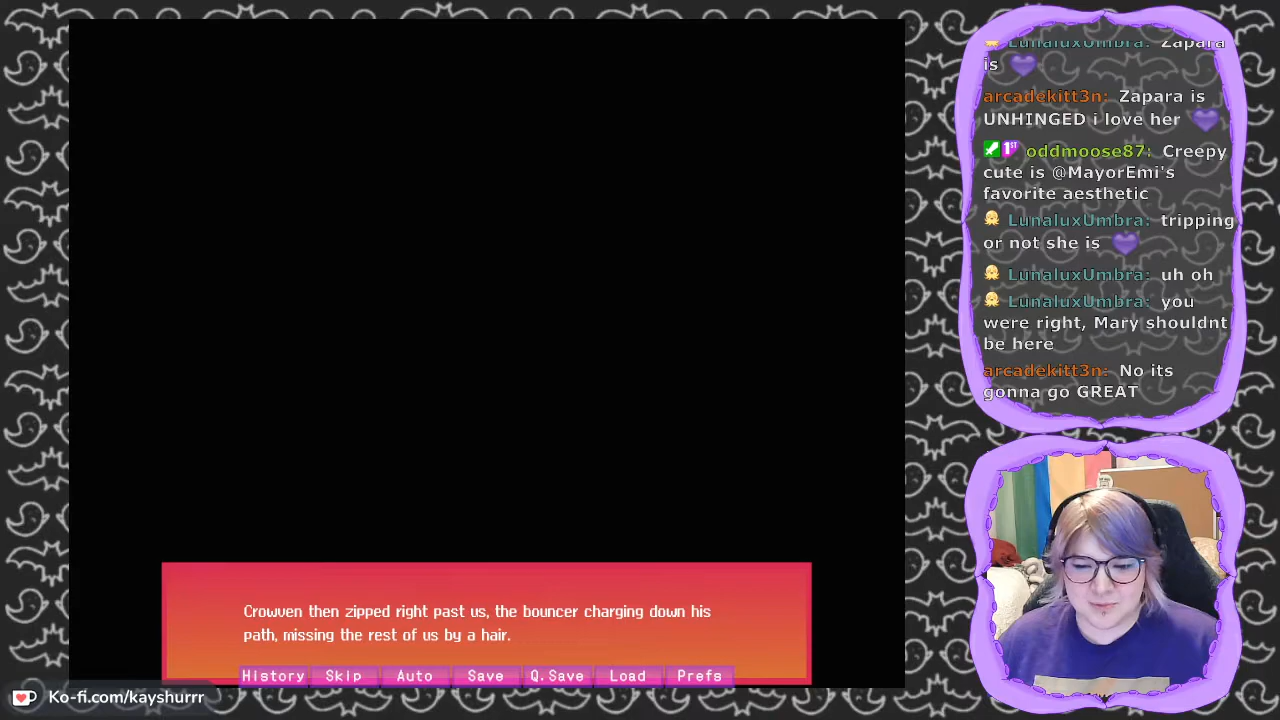 LunaluxUmbra: Zapara
is
arcadekitt3n: Zapara is
UNHINGED i love her
1ST oddmoose87: Creepy
cute is @MayorEmi's
favorite aesthetic
LunaluxUmbra: tripping
or not she is
LunaluxUmbra: uh oh
LunaluxUmbra: you
were right, Mary shouldnt
be here
arcadekitt3n: No its
gonna go GREAT
Crowven then zipped right past us, the bouncer charging down his
path, missing the rest of us by a hair.
History Skip Auto Save Q.Save Load Prefs
Ko-fi.com/kayshurrr